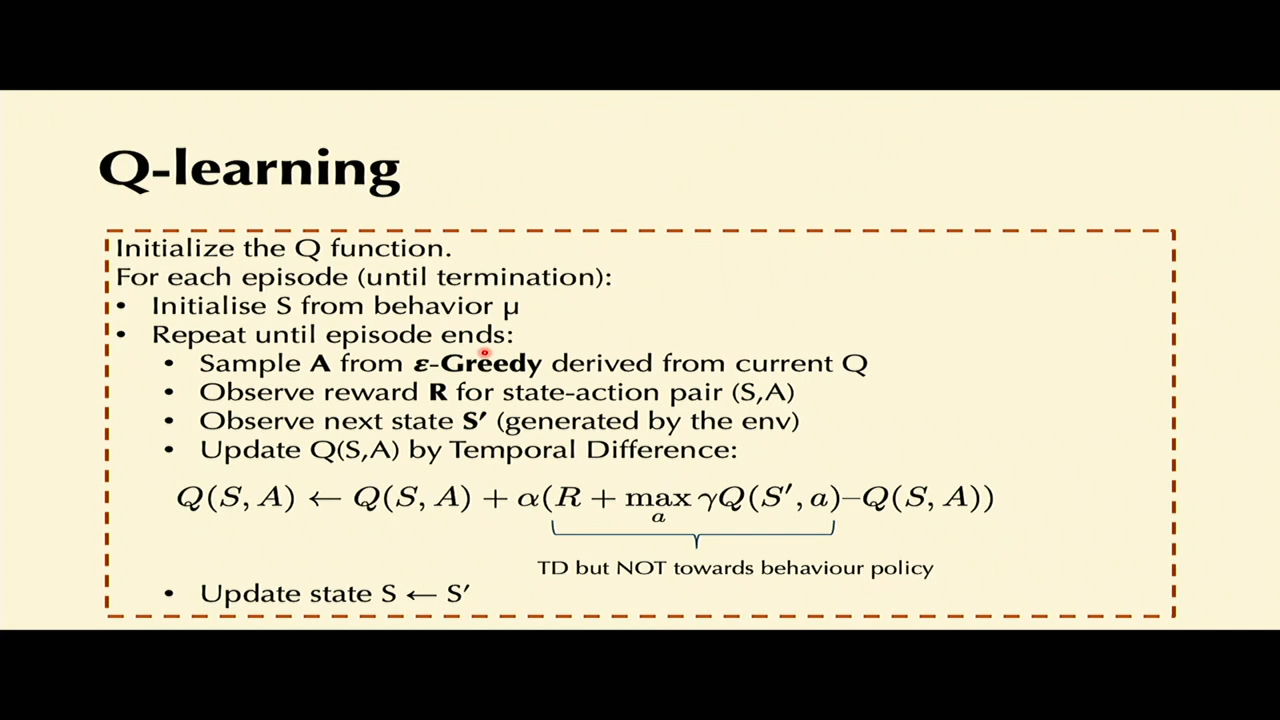 Q-learning
Initialize the Q function.
For each episode (until termination):
• Initialise S from behavior µ
• Repeat until episode ends:
• Sample A from ε-Greedy derived from current Q
• Observe reward R for state-action pair (S,A)
• Observe next state S′ (generated by the env)
• Update Q(S,A) by Temporal Difference:
Q(S, A) ← Q(S, A) + α(R + max_a γQ(S′, a)–Q(S, A))
TD but NOT towards behaviour policy
• Update state S ← S′